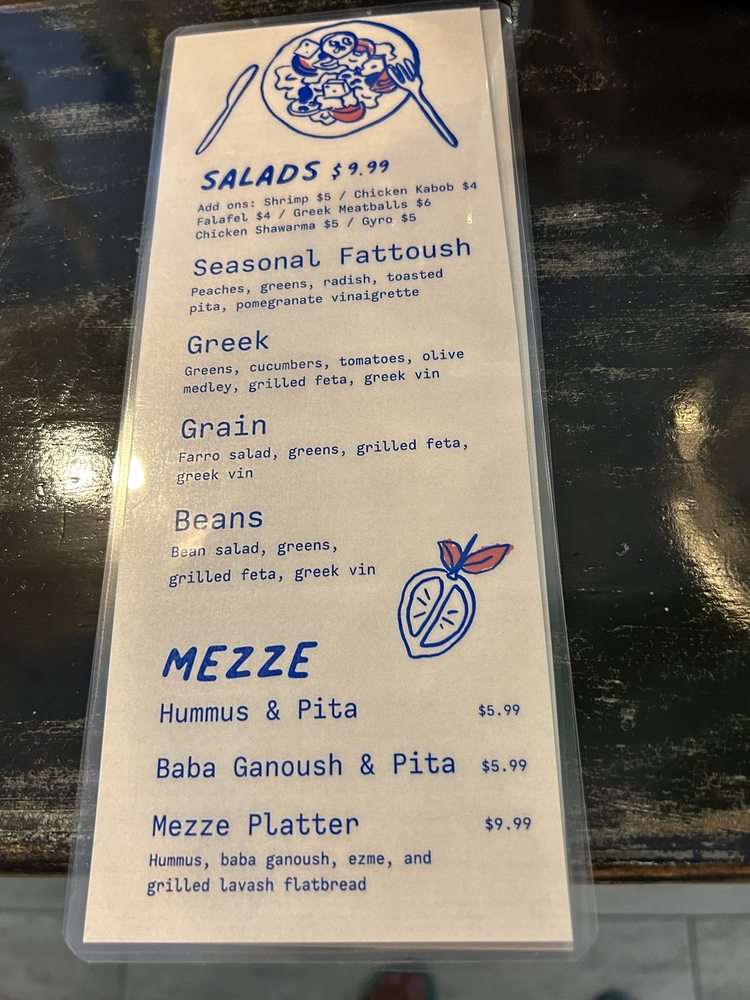 SALADS $9.99
Add ons: Shrimp $5 / Chicken Kabob $4
Falafel $4 / Greek Meatballs $6
Chicken Shawarma $5 / Gyro $5
Seasonal Fattoush
Peaches, greens, radish, toasted
pita, pomegranate vinaigrette
Greek
Greens, cucumbers, tomatoes, olive
medley, grilled feta, greek vin
Grain
Farro salad, greens, grilled feta,
greek vin
Beans
Bean salad, greens,
grilled feta, greek vin
MEZZE
Hummus & Pita $5.99
Baba Ganoush & Pita $5.99
Mezze Platter $9.99
Hummus, baba ganoush, ezme, and
grilled lavash flatbread